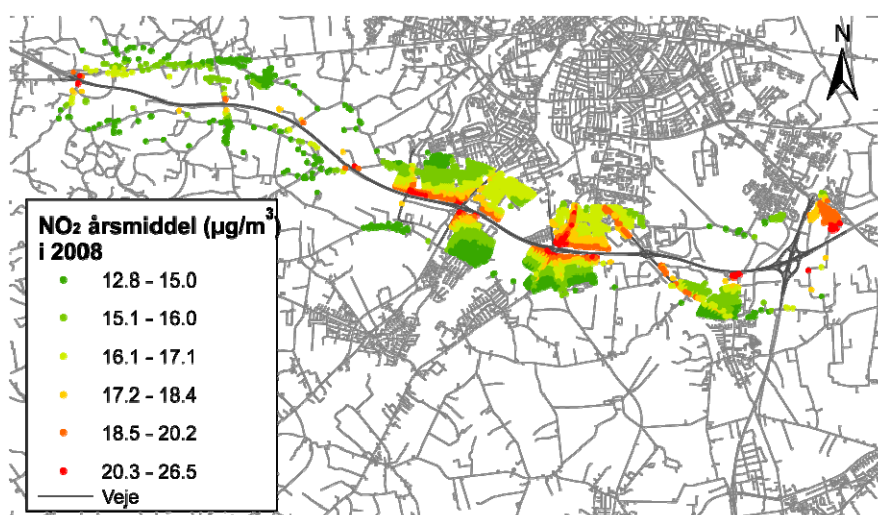 N
NO₂ årsmiddel (µg/m³)
i 2008
12.8 – 15.0
15.1 – 16.0
16.1 – 17.1
17.2 – 18.4
18.5 – 20.2
20.3 – 26.5
Veje